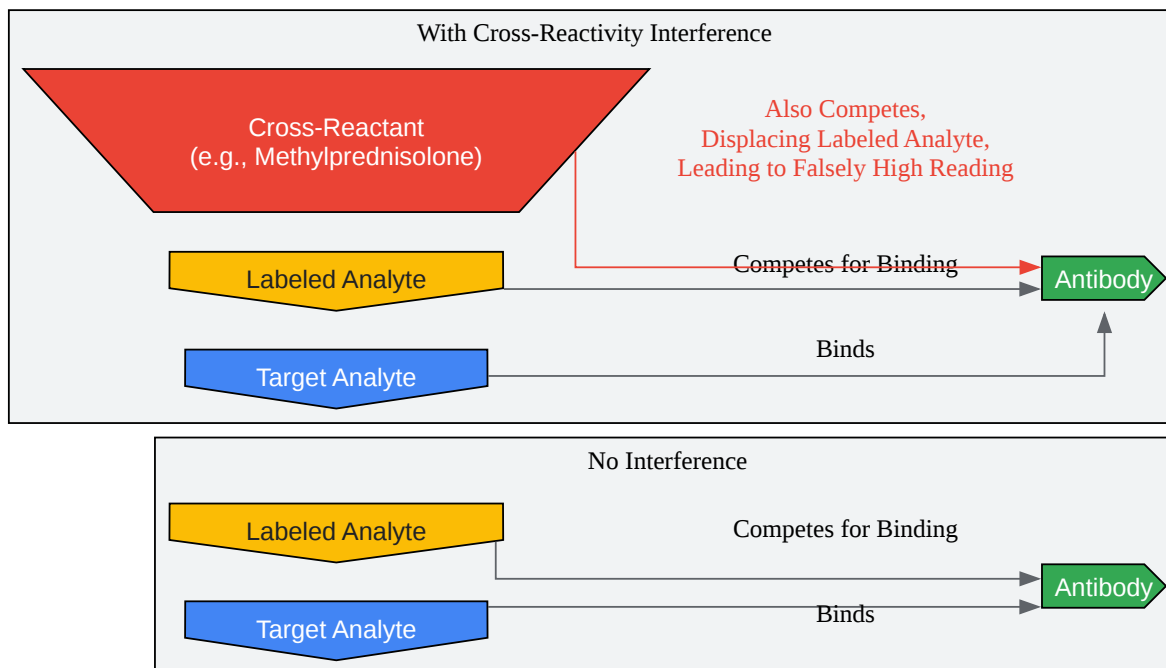 With Cross-Reactivity Interference
Cross-Reactant
(e.g., Methylprednisolone)
Also Competes,
Displacing Labeled Analyte,
Leading to Falsely High Reading
Labeled Analyte
Competes for Binding
Antibody
Target Analyte
Binds
No Interference
Labeled Analyte
Competes for Binding
Antibody
Target Analyte
Binds